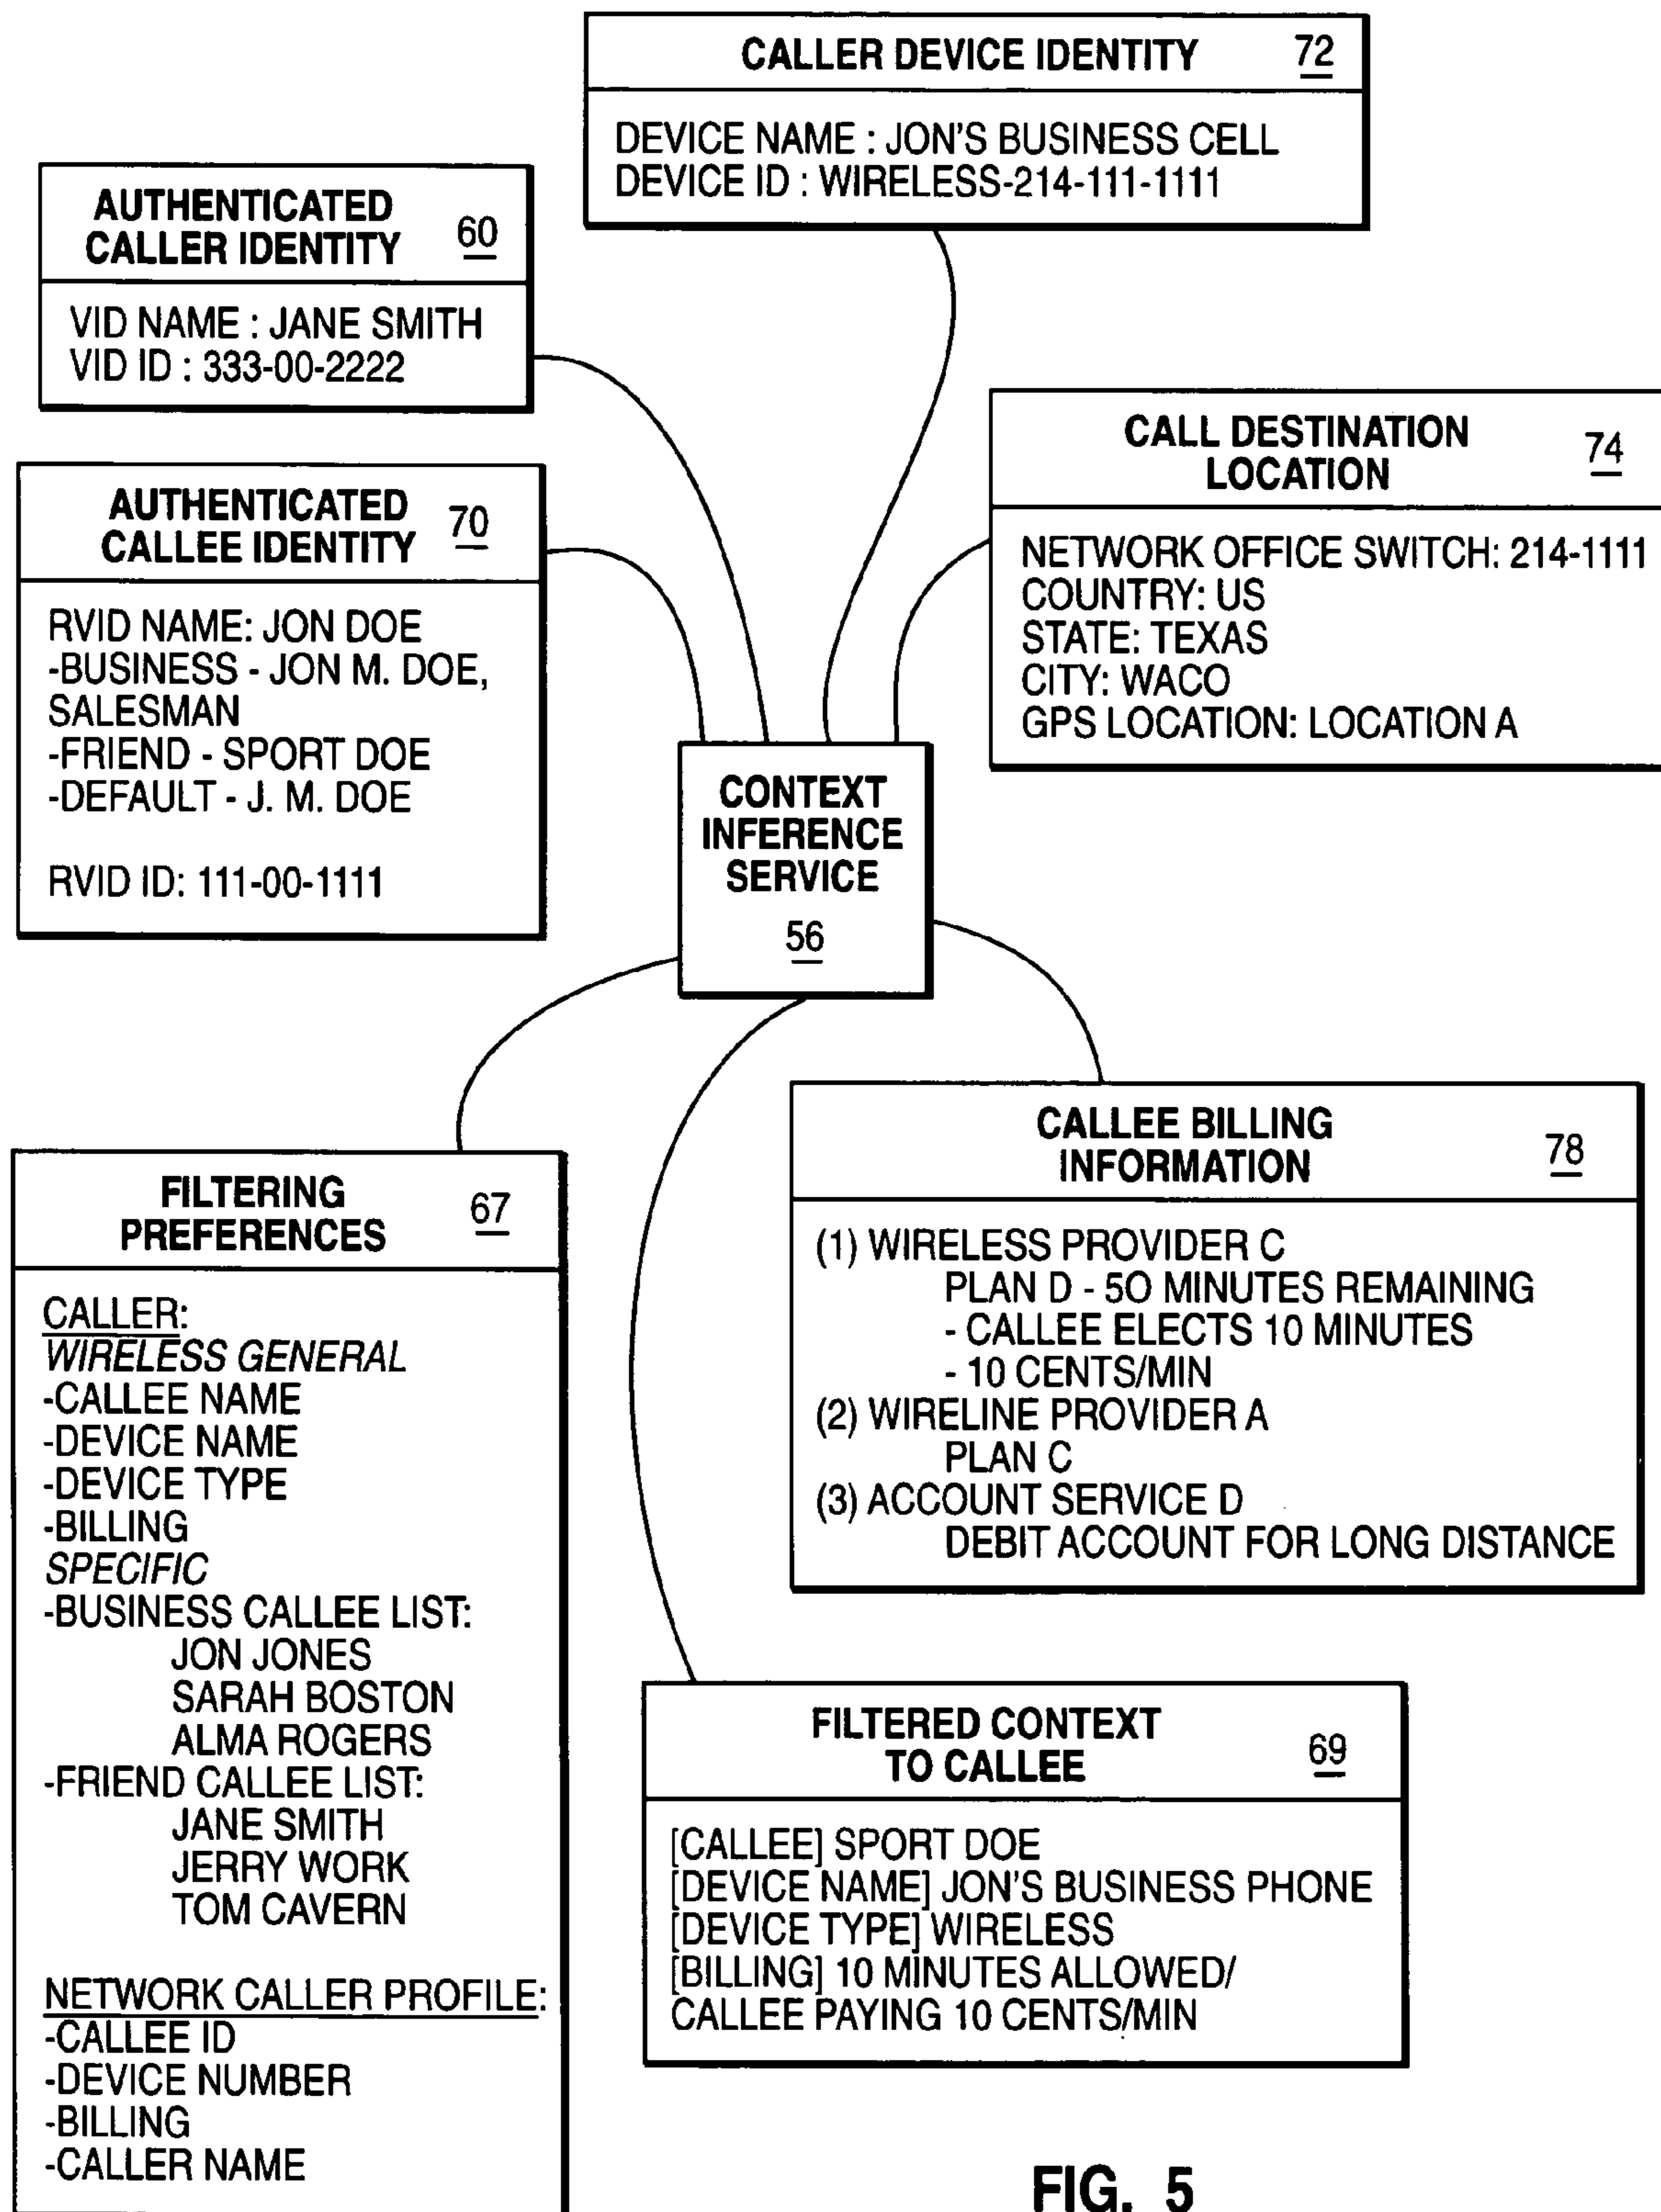 CALLER DEVICE IDENTITY 72
DEVICE NAME : JON'S BUSINESS CELL
DEVICE ID : WIRELESS-214-111-1111
AUTHENTICATED
CALLER IDENTITY 60
VID NAME : JANE SMITH
VID ID : 333-00-2222
CALL DESTINATION
LOCATION 74
NETWORK OFFICE SWITCH: 214-1111
COUNTRY: US
STATE: TEXAS
CITY: WACO
GPS LOCATION: LOCATION A
AUTHENTICATED
CALLEE IDENTITY 70
RVID NAME: JON DOE
-BUSINESS - JON M. DOE,
SALESMAN
-FRIEND - SPORT DOE
-DEFAULT - J. M. DOE
RVID ID: 111-00-1111
CONTEXT
INFERENCE
SERVICE
56
CALLEE BILLING
INFORMATION 78
(1) WIRELESS PROVIDER C
PLAN D - 50 MINUTES REMAINING
- CALLEE ELECTS 10 MINUTES
- 10 CENTS/MIN
(2) WIRELINE PROVIDER A
PLAN C
(3) ACCOUNT SERVICE D
DEBIT ACCOUNT FOR LONG DISTANCE
FILTERING
PREFERENCES 67
CALLER:
WIRELESS GENERAL
-CALLEE NAME
-DEVICE NAME
-DEVICE TYPE
-BILLING
SPECIFIC
-BUSINESS CALLEE LIST:
JON JONES
SARAH BOSTON
ALMA ROGERS
-FRIEND CALLEE LIST:
JANE SMITH
JERRY WORK
TOM CAVERN
NETWORK CALLER PROFILE:
-CALLEE ID
-DEVICE NUMBER
-BILLING
-CALLER NAME
FILTERED CONTEXT
TO CALLEE 69
[CALLEE] SPORT DOE
[DEVICE NAME] JON'S BUSINESS PHONE
[DEVICE TYPE] WIRELESS
[BILLING] 10 MINUTES ALLOWED/
CALLEE PAYING 10 CENTS/MIN
FIG. 5